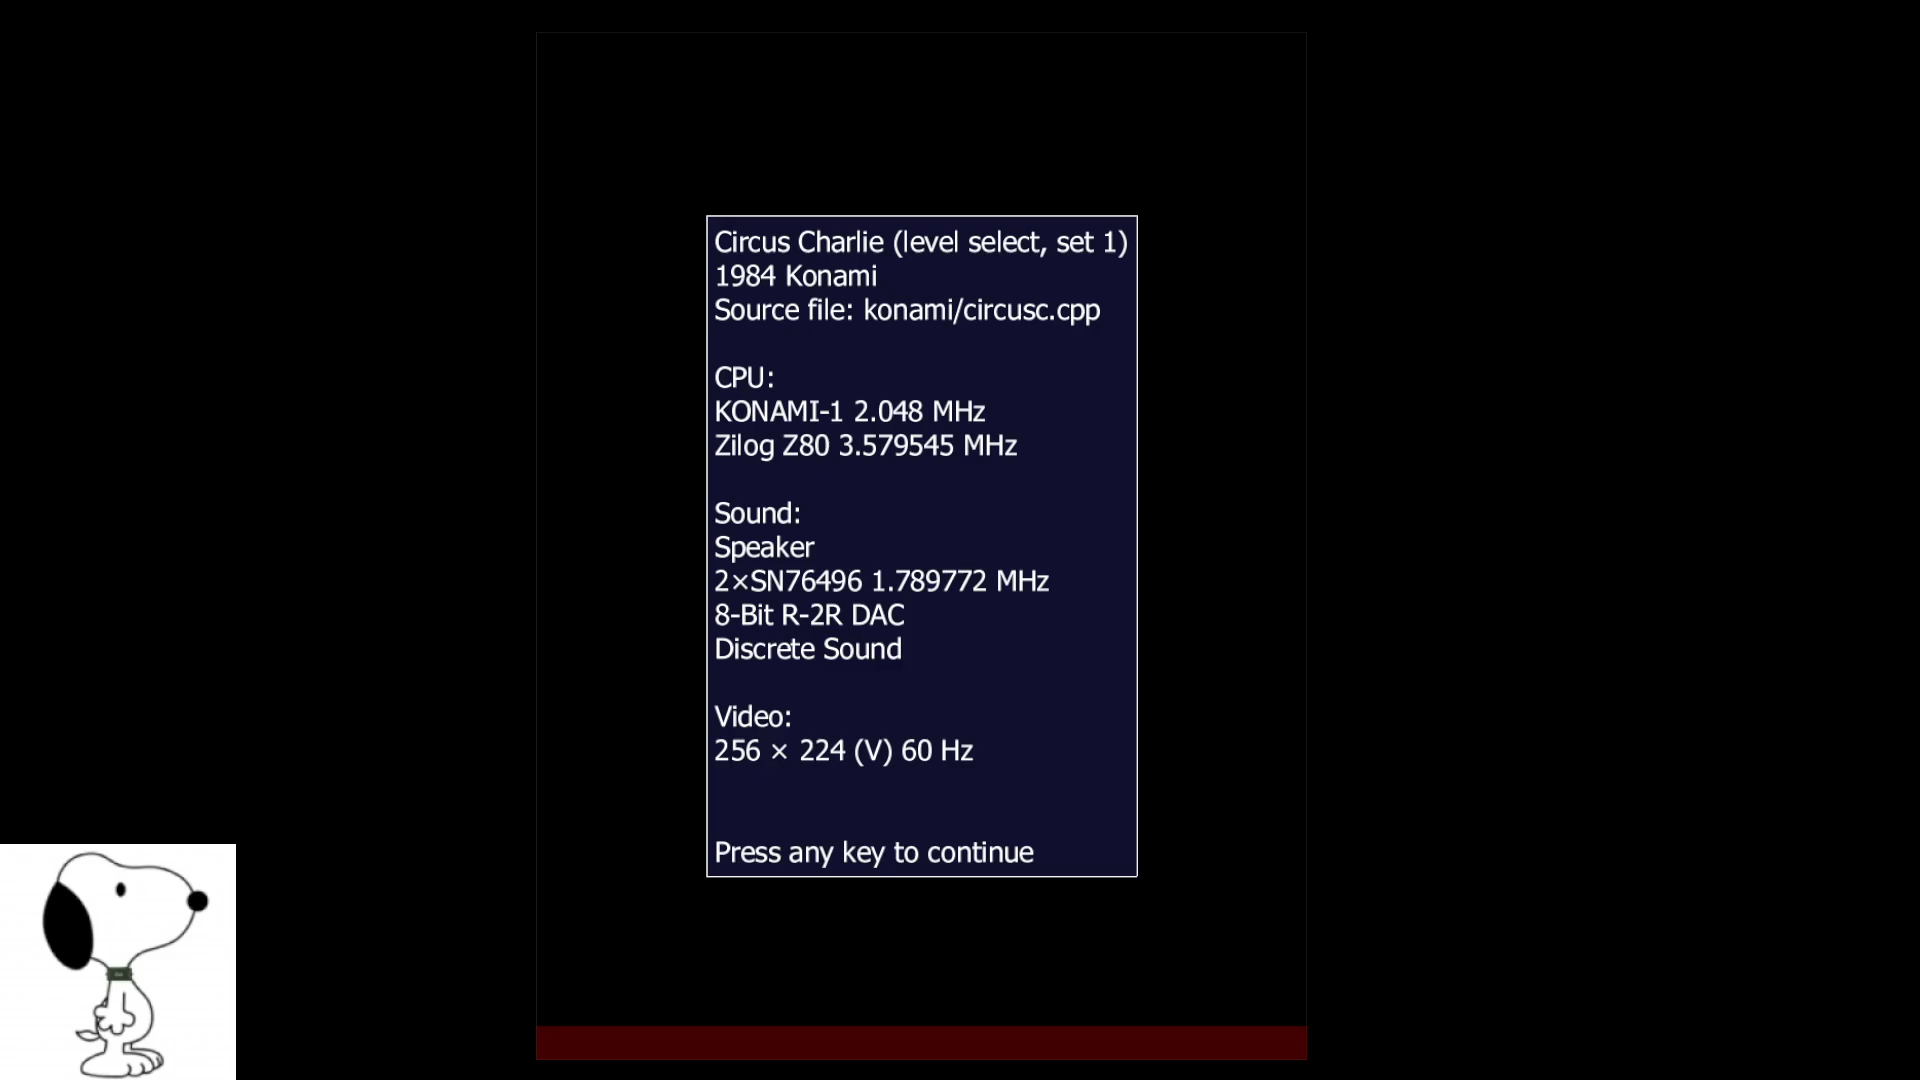 Circus Charlie (level select, set 1)
1984 Konami
Source file: konami/circusc.cpp
CPU:
KONAMI-1 2.048 MHz
Zilog Z80 3.579545 MHz
Sound:
Speaker
2×SN76496 1.789772 MHz
8-Bit R-2R DAC
Discrete Sound
Video:
256 × 224 (V) 60 Hz
Press any key to continue